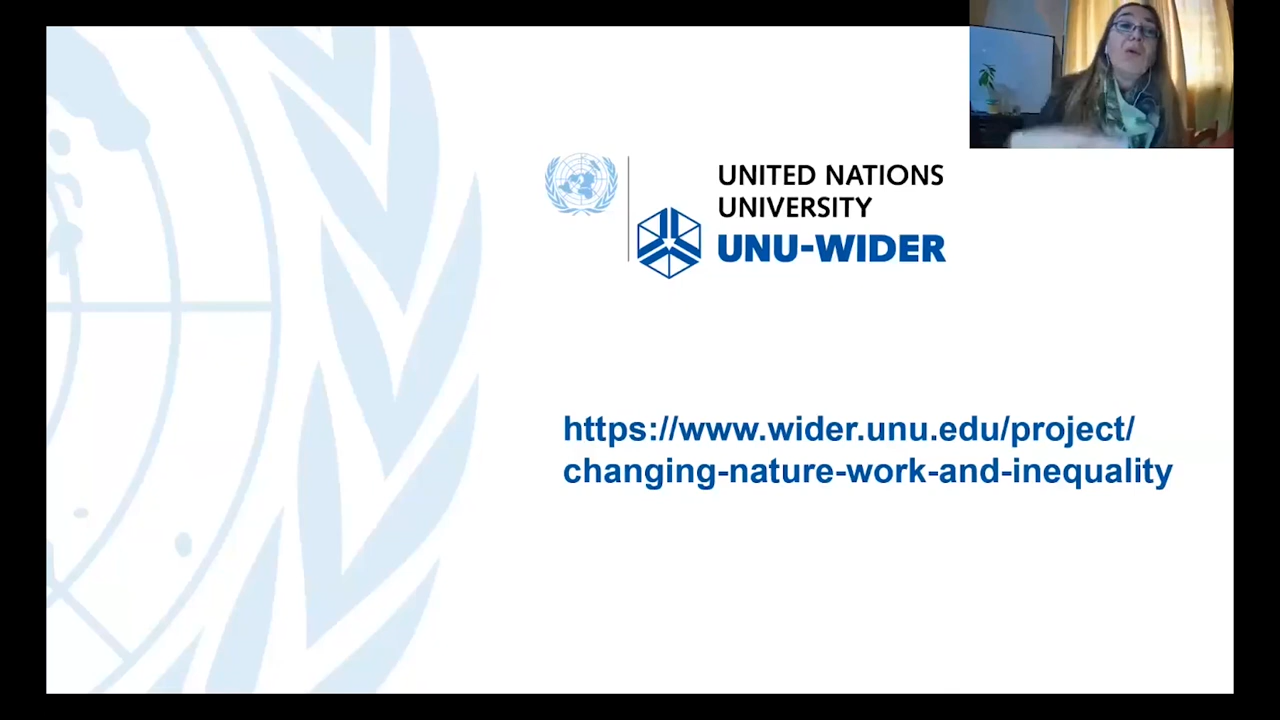 UNITED NATIONS
UNIVERSITY
UNU-WIDER
https://www.wider.unu.edu/project/
changing-nature-work-and-inequality